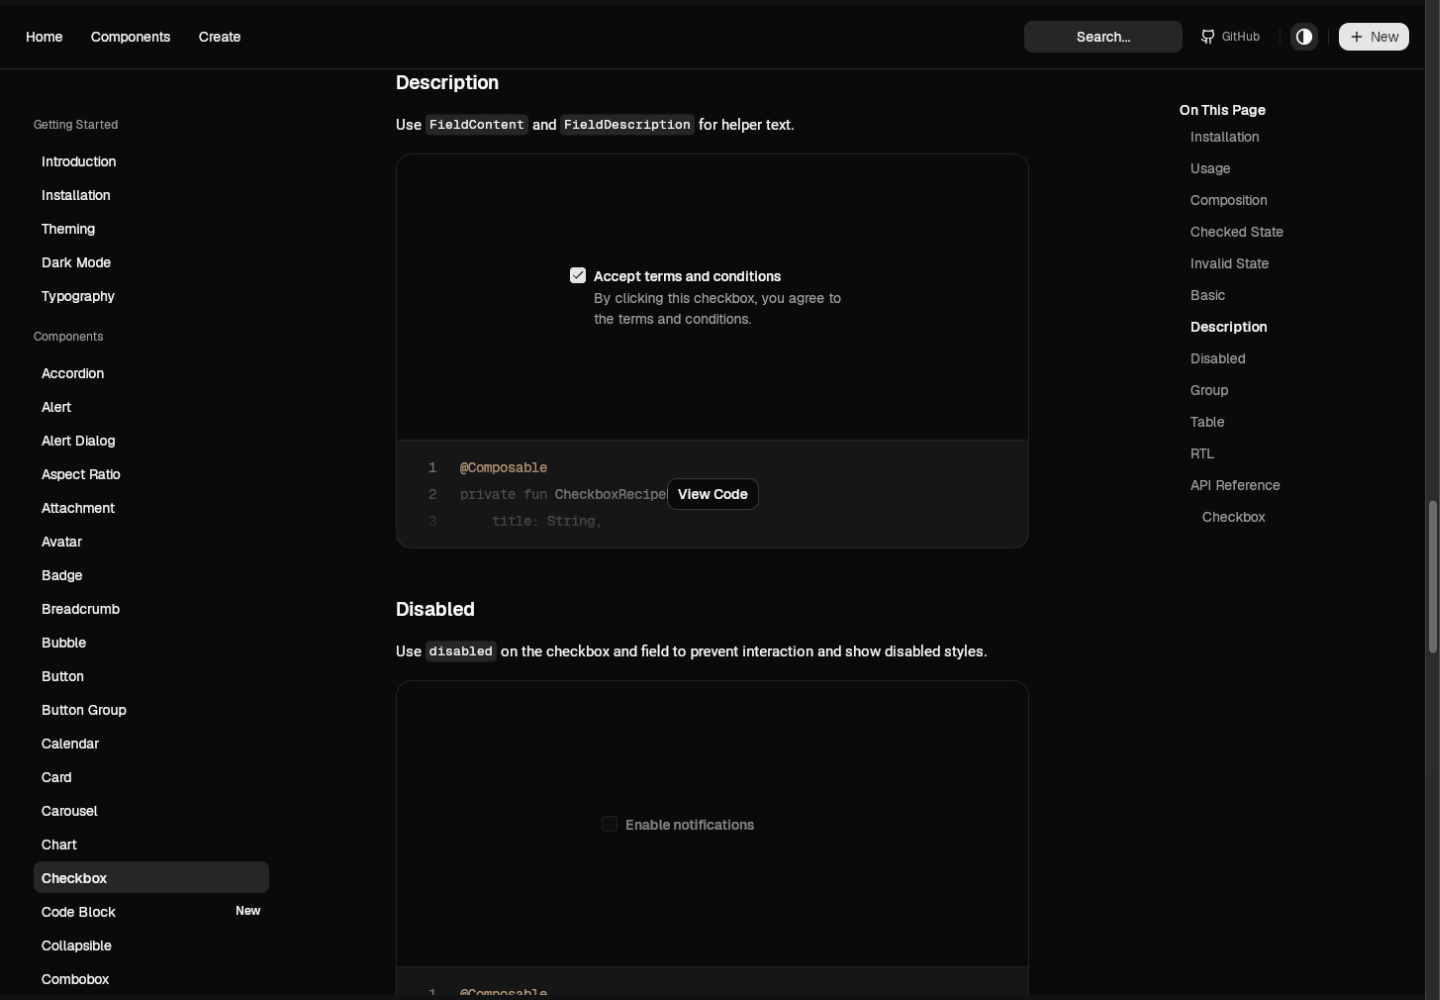 Home Components Create Search... GitHub + New
Getting Started
Introduction
Installation
Theming
Dark Mode
Typography
Components
Accordion
Alert
Alert Dialog
Aspect Ratio
Attachment
Avatar
Badge
Breadcrumb
Bubble
Button
Button Group
Calendar
Card
Carousel
Chart
Checkbox
Code Block New
Collapsible
Combobox
Description
Use FieldContent and FieldDescription for helper text.
Accept terms and conditions
By clicking this checkbox, you agree to
the terms and conditions.
1 @Composable
2 private fun CheckboxRecipe
View Code
3 title: String,
Disabled
Use disabled on the checkbox and field to prevent interaction and show disabled styles.
Enable notifications
1 @Composable
On This Page
Installation
Usage
Composition
Checked State
Invalid State
Basic
Description
Disabled
Group
Table
RTL
API Reference
Checkbox